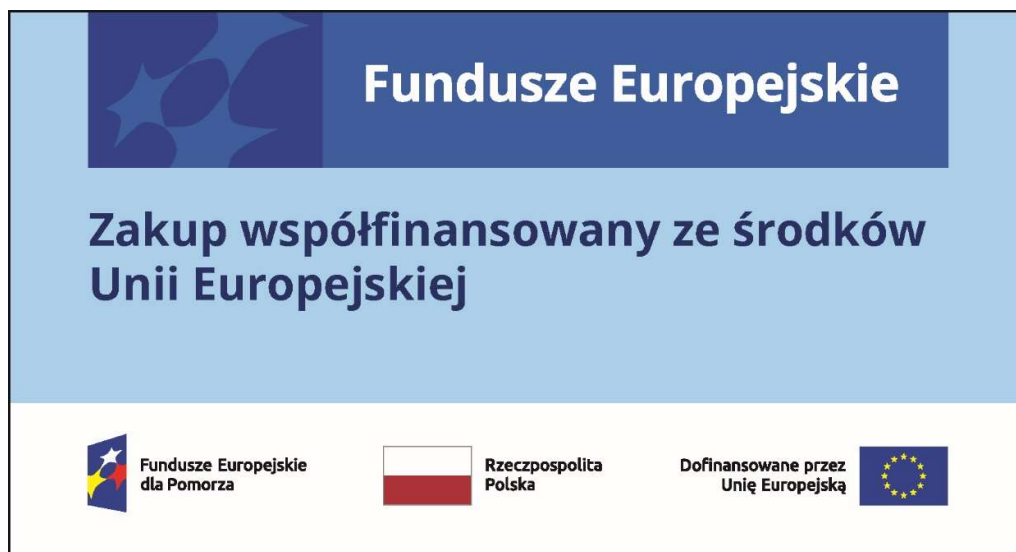 Fundusze Europejskie
Zakup współfinansowany ze środków
Unii Europejskiej
Fundusze Europejskie
dla Pomorza
Rzeczpospolita
Polska
Dofinansowane przez
Unię Europejską